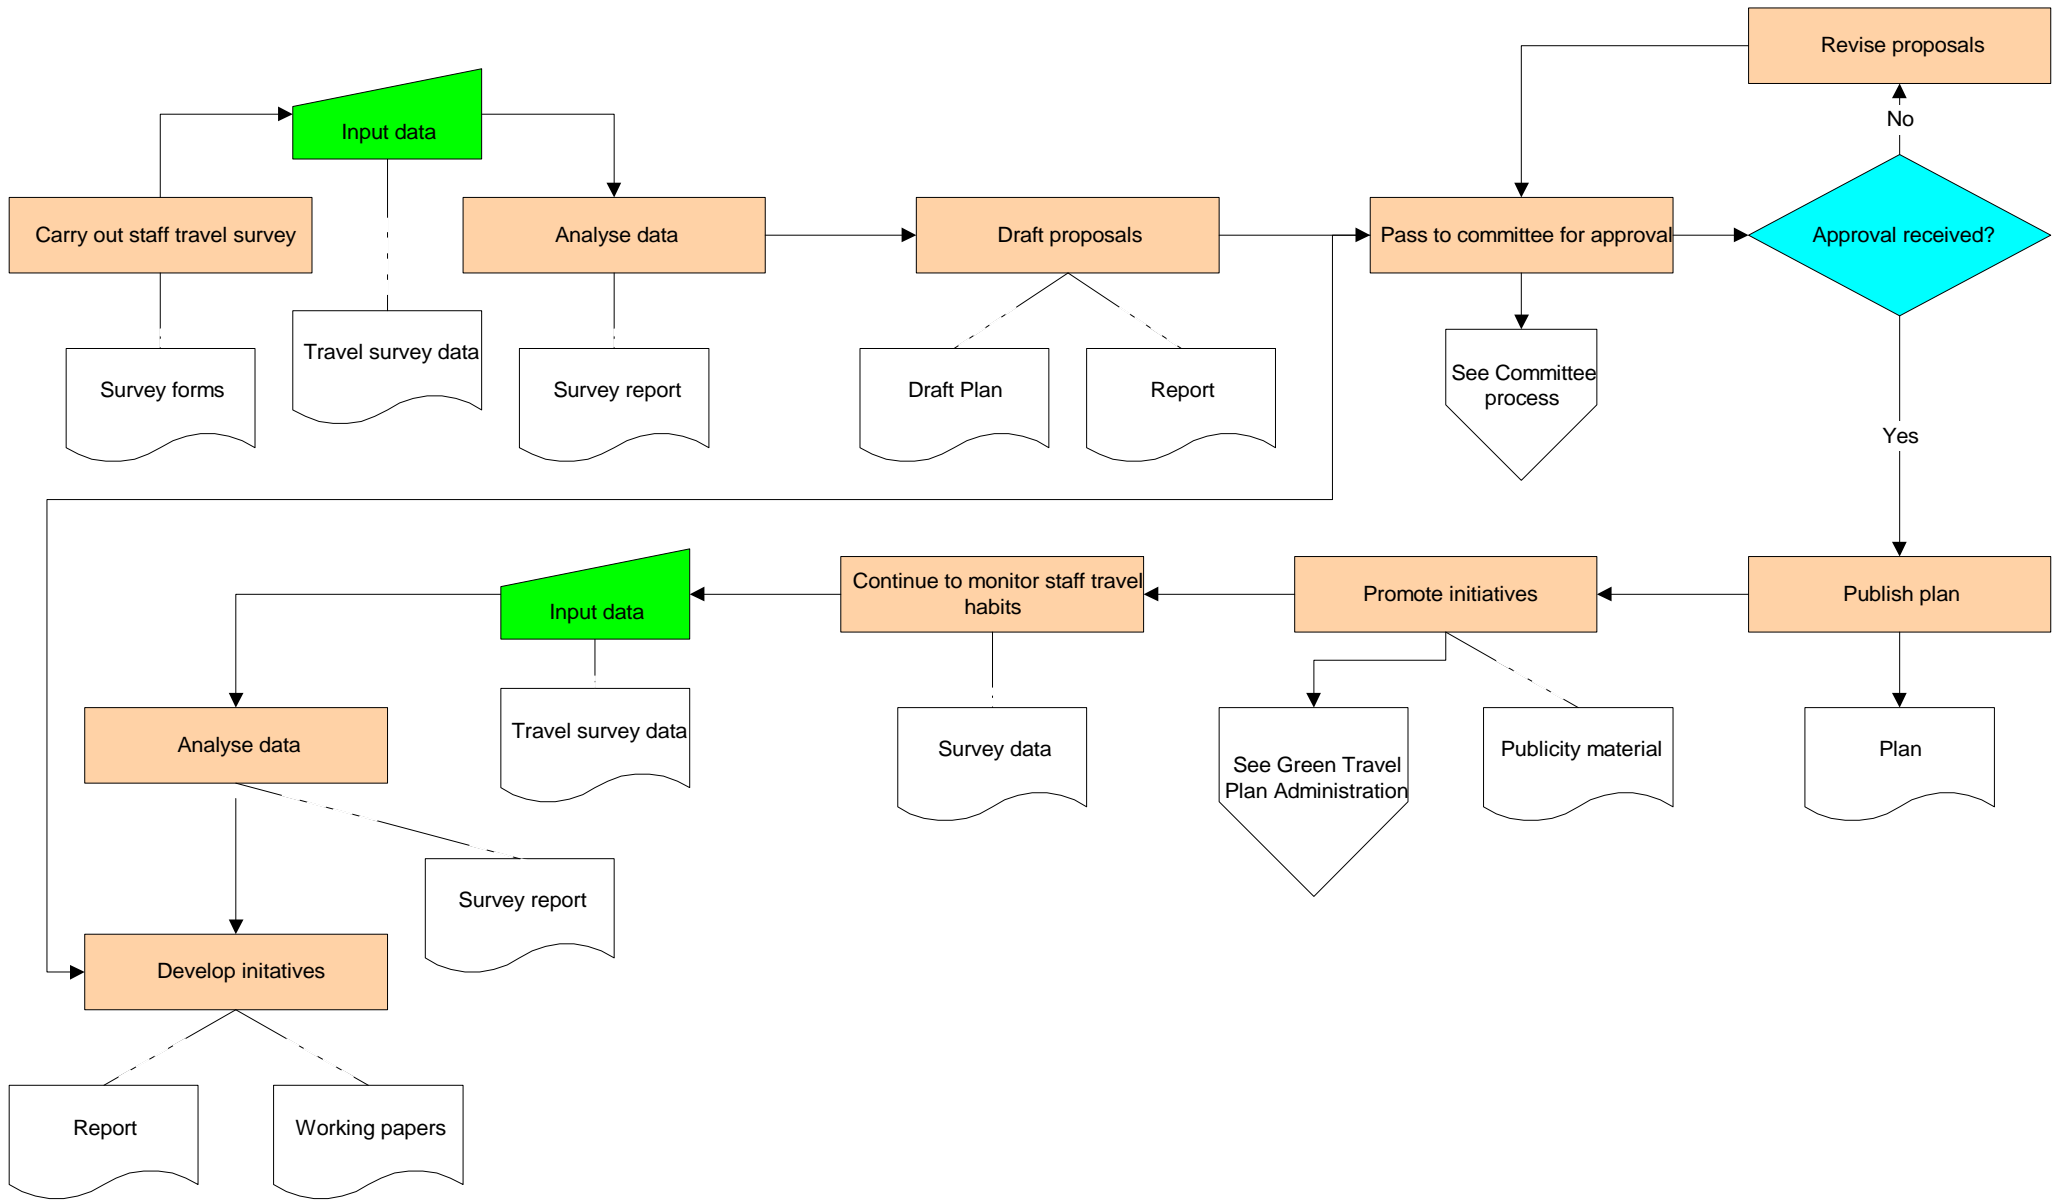 Revise proposals
No
Input data
Carry out staff travel survey
Analyse data
Draft proposals
Pass to committee for approval
Approval received?
Survey forms
Travel survey data
Survey report
Draft Plan
Report
See Committee
process
Yes
Publish plan
Promote initiatives
Continue to monitor staff travel
habits
Input data
Analyse data
Travel survey data
Survey data
See Green Travel
Plan Administration
Publicity material
Plan
Survey report
Develop initatives
Report
Working papers